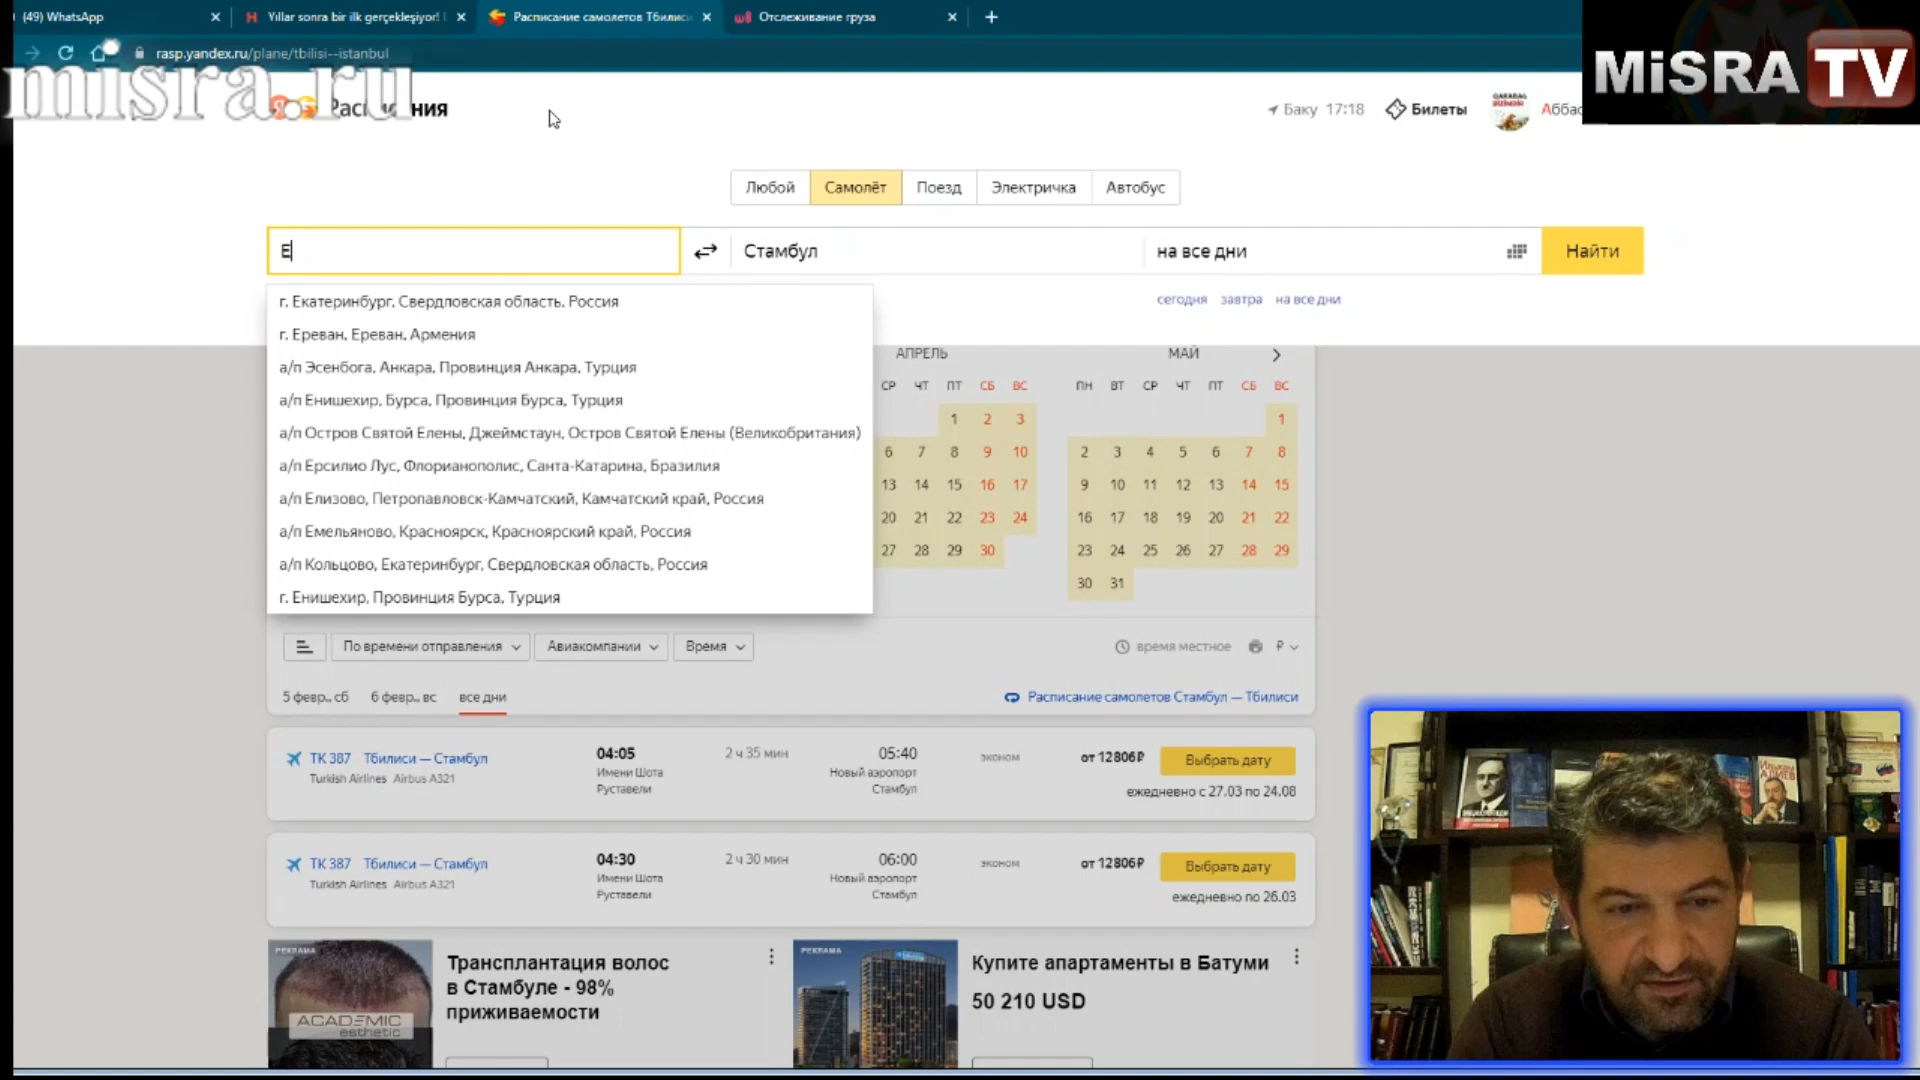 (49) WhatsApp
Yıllar sonra bir ilk gerçekleşiyor!
Расписание самолетов Тбилиси
Отслеживание груза
rasp.yandex.ru/plane/tbilisi--istanbul
misra.ru
MiSRA TV
Баку 17:18
Билеты
Аббас
Любой
Самолёт
Поезд
Электричка
Автобус
Е
Стамбул
на все дни
Найти
г. Екатеринбург, Свердловская область, Россия
сегодня завтра на все дни
г. Ереван, Ереван, Армения
а/п Эсенбога, Анкара, Провинция Анкара, Турция
а/п Енишехир, Бурса, Провинция Бурса, Турция
а/п Остров Святой Елены, Джеймстаун, Остров Святой Елены (Великобритания)
а/п Ерсилио Лус, Флорианополис, Санта-Катарина, Бразилия
а/п Елизово, Петропавловск-Камчатский, Камчатский край, Россия
а/п Емельяново, Красноярск, Красноярский край, Россия
а/п Кольцово, Екатеринбург, Свердловская область, Россия
г. Енишехир, Провинция Бурса, Турция
АПРЕЛЬ
СР ЧТ ПТ СБ ВС
1 2 3
6 7 8 9 10
13 14 15 16 17
20 21 22 23 24
27 28 29 30
МАЙ
ПН ВТ СР ЧТ ПТ СБ ВС
1
2 3 4 5 6 7 8
9 10 11 12 13 14 15
16 17 18 19 20 21 22
23 24 25 26 27 28 29
30 31
По времени отправления
Авиакомпании
Время
время местное
₽
5 февр., сб
6 февр., вс
все дни
Расписание самолетов Стамбул — Тбилиси
ТК 387 Тбилиси — Стамбул
Turkish Airlines Airbus A321
04:05
Имени Шота
Руставели
2 ч 35 мин
05:40
Новый аэропорт
Стамбул
эконом
от 12806₽
Выбрать дату
ежедневно с 27.03 по 24.08
ТК 387 Тбилиси — Стамбул
Turkish Airlines Airbus A321
04:30
Имени Шота
Руставели
2 ч 30 мин
06:00
Новый аэропорт
Стамбул
эконом
от 12806₽
Выбрать дату
ежедневно по 26.03
РЕКЛАМА
ACADEMIC
esthetic
Трансплантация волос
в Стамбуле - 98%
приживаемости
РЕКЛАМА
Купите апартаменты в Батуми
50 210 USD